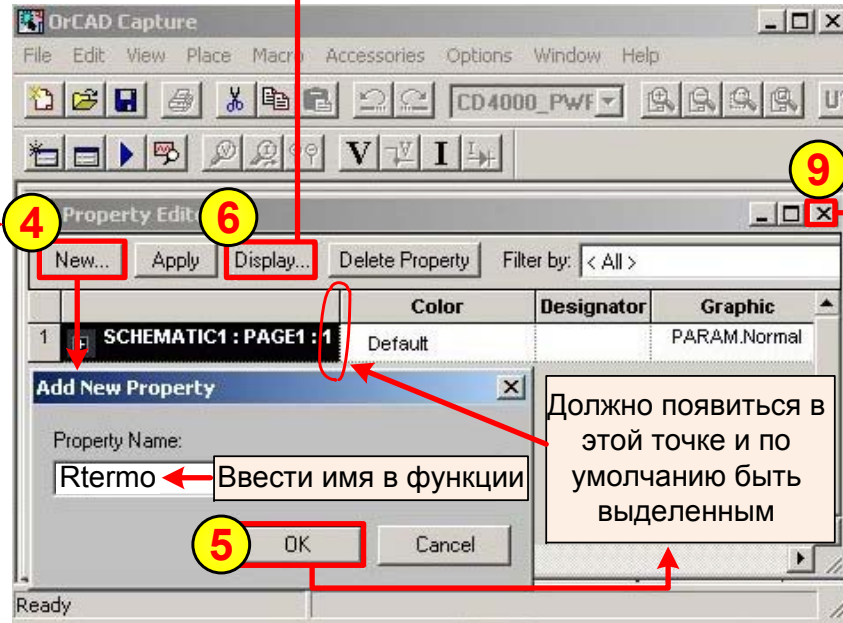 OrCAD Capture
File Edit View Place Macro Accessories Options Window Help
CD4000_PWF
V V I I
9
4 Property Edit 6
New... Apply Display... Delete Property Filter by: < All >
Color Designator Graphic
1 SCHEMATIC1 : PAGE1 : 1 Default PARAM.Normal
Add New Property
Property Name:
Rtermo Ввести имя в функции
Должно появиться в
этой точке и по
умолчанию быть
выделенным
5 OK Cancel
Ready